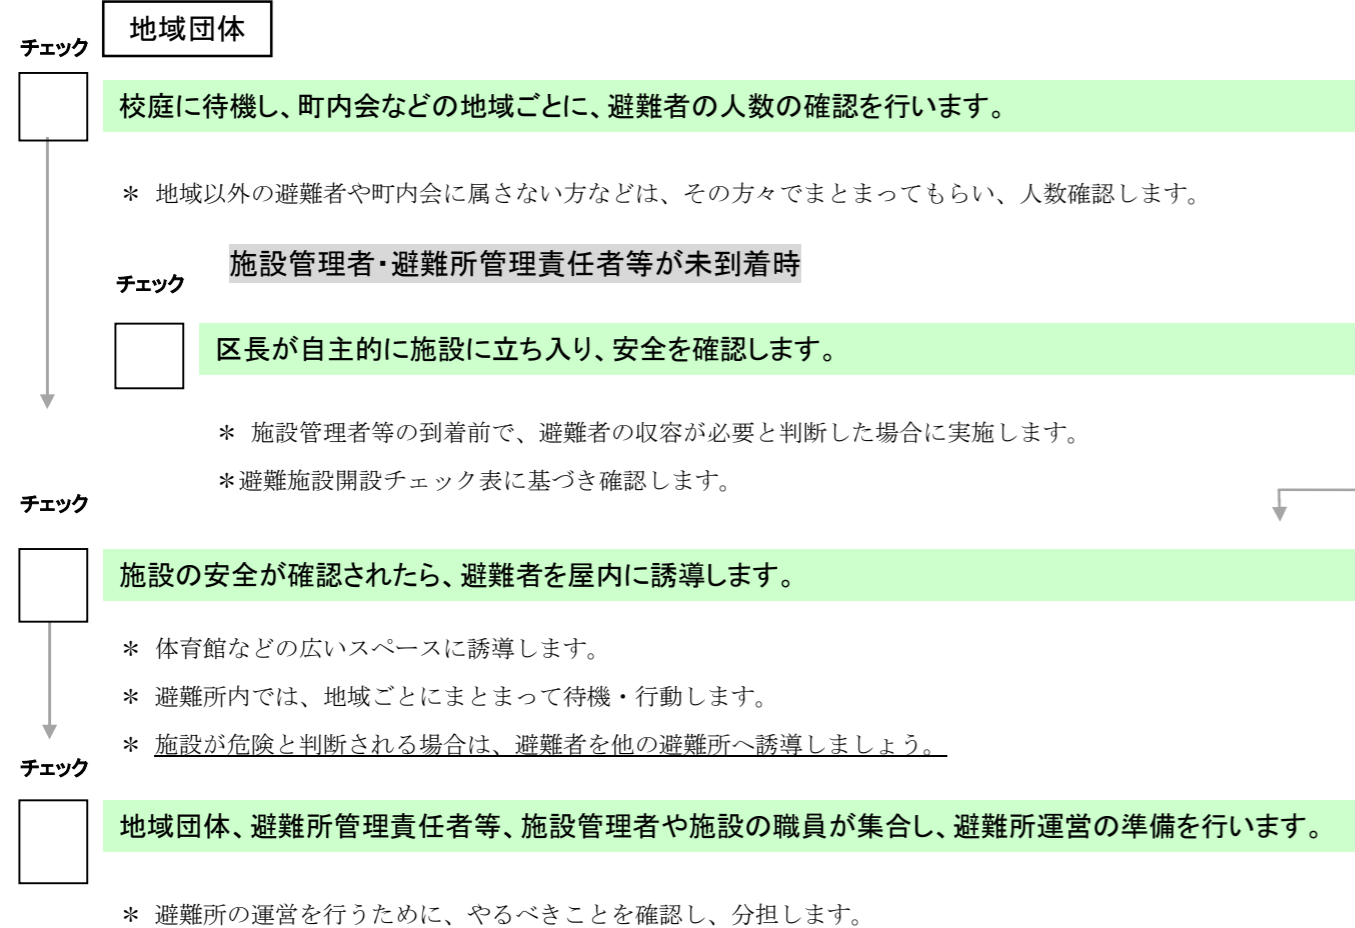 地域団体
チェック
校庭に待機し、町内会などの地域ごとに、避難者の人数の確認を行います。
＊ 地域以外の避難者や町内会に属さない方などは、その方々でまとまってもらい、人数確認します。
施設管理者・避難所管理責任者等が未到着時
チェック
区長が自主的に施設に立ち入り、安全を確認します。
＊ 施設管理者等の到着前で、避難者の収容が必要と判断した場合に実施します。
＊避難施設開設チェック表に基づき確認します。
チェック
施設の安全が確認されたら、避難者を屋内に誘導します。
＊ 体育館などの広いスペースに誘導します。
＊ 避難所内では、地域ごとにまとまって待機・行動します。
＊ 施設が危険と判断される場合は、避難者を他の避難所へ誘導しましょう。
チェック
地域団体、避難所管理責任者等、施設管理者や施設の職員が集合し、避難所運営の準備を行います。
＊ 避難所の運営を行うために、やるべきことを確認し、分担します。